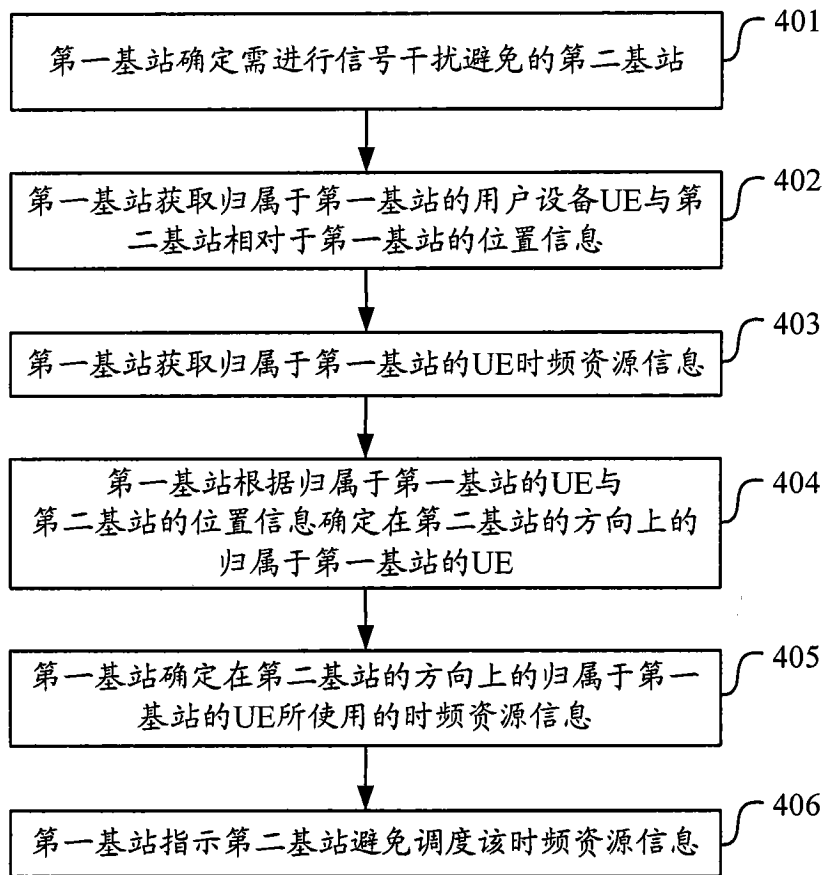 401
第一基站确定需进行信号干扰避免的第二基站
402
第一基站获取归属于第一基站的用户设备UE与第
二基站相对于第一基站的位置信息
403
第一基站获取归属于第一基站的UE时频资源信息
404
第一基站根据归属于第一基站的UE与
第二基站的位置信息确定在第二基站的方向上的
归属于第一基站的UE
405
第一基站确定在第二基站的方向上的归属于第一
基站的UE所使用的时频资源信息
406
第一基站指示第二基站避免调度该时频资源信息